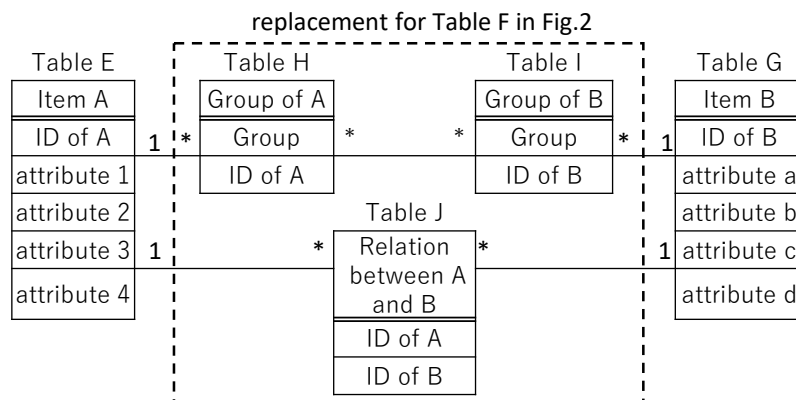 replacement for Table F in Fig.2
Table E
Item A
ID of A
attribute 1
attribute 2
attribute 3
attribute 4
1
1
Table H
Group of A
Group
ID of A
*
*
*
*
Table I
Group of B
Group
ID of B
Table J
Relation
between A
and B
ID of A
ID of B
*
*
1
1
Table G
Item B
ID of B
attribute a
attribute b
attribute c
attribute d